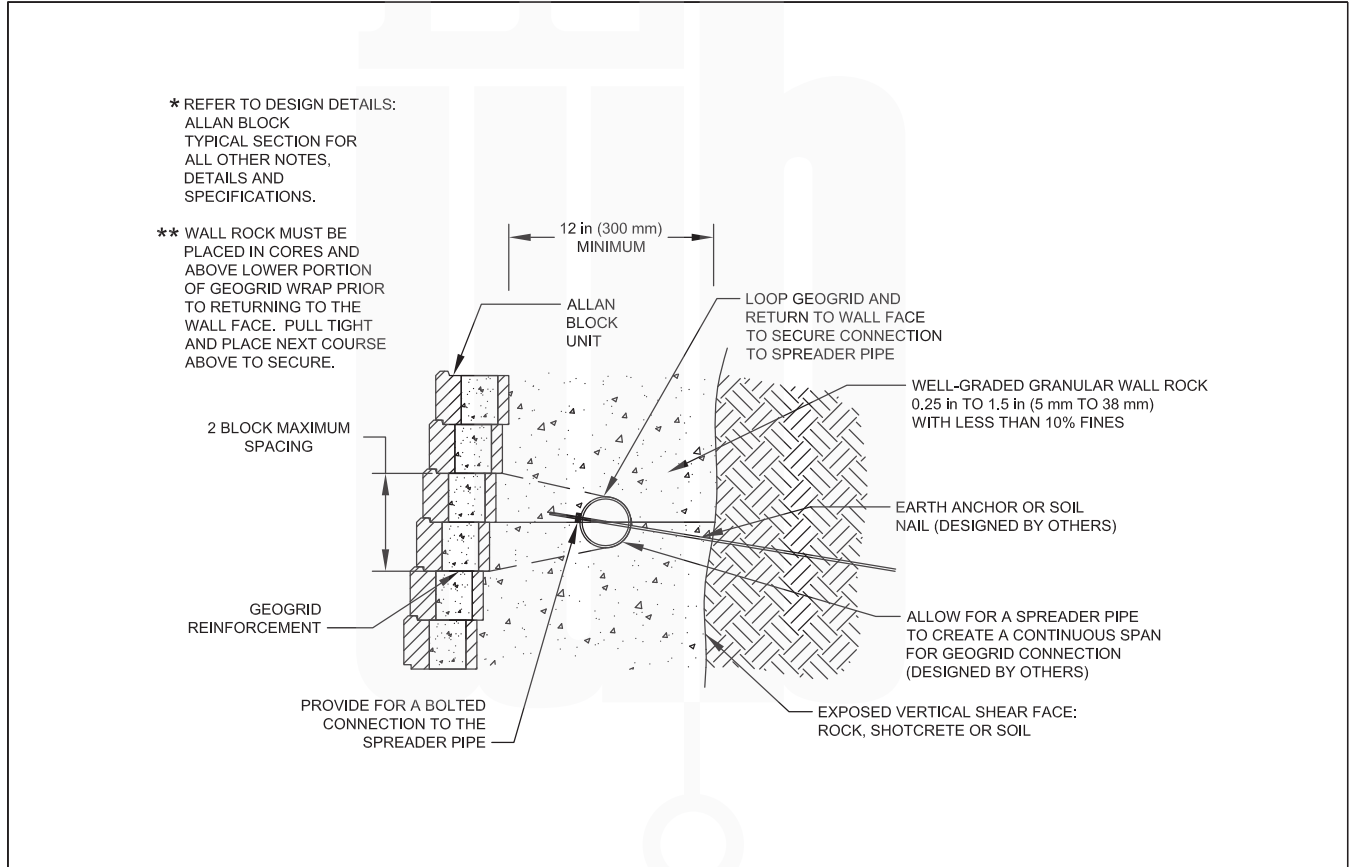 * REFER TO DESIGN DETAILS:
ALLAN BLOCK
TYPICAL SECTION FOR
ALL OTHER NOTES,
DETAILS AND
SPECIFICATIONS.
** WALL ROCK MUST BE
PLACED IN CORES AND
ABOVE LOWER PORTION
OF GEOGRID WRAP PRIOR
TO RETURNING TO THE
WALL FACE. PULL TIGHT
AND PLACE NEXT COURSE
ABOVE TO SECURE.
12 in (300 mm)
MINIMUM
ALLAN
BLOCK
UNIT
LOOP GEOGRID AND
RETURN TO WALL FACE
TO SECURE CONNECTION
TO SPREADER PIPE
WELL-GRADED GRANULAR WALL ROCK
0.25 in TO 1.5 in (5 mm TO 38 mm)
WITH LESS THAN 10% FINES
2 BLOCK MAXIMUM
SPACING
EARTH ANCHOR OR SOIL
NAIL (DESIGNED BY OTHERS)
GEOGRID
REINFORCEMENT
ALLOW FOR A SPREADER PIPE
TO CREATE A CONTINUOUS SPAN
FOR GEOGRID CONNECTION
(DESIGNED BY OTHERS)
PROVIDE FOR A BOLTED
CONNECTION TO THE
SPREADER PIPE
EXPOSED VERTICAL SHEAR FACE:
ROCK, SHOTCRETE OR SOIL